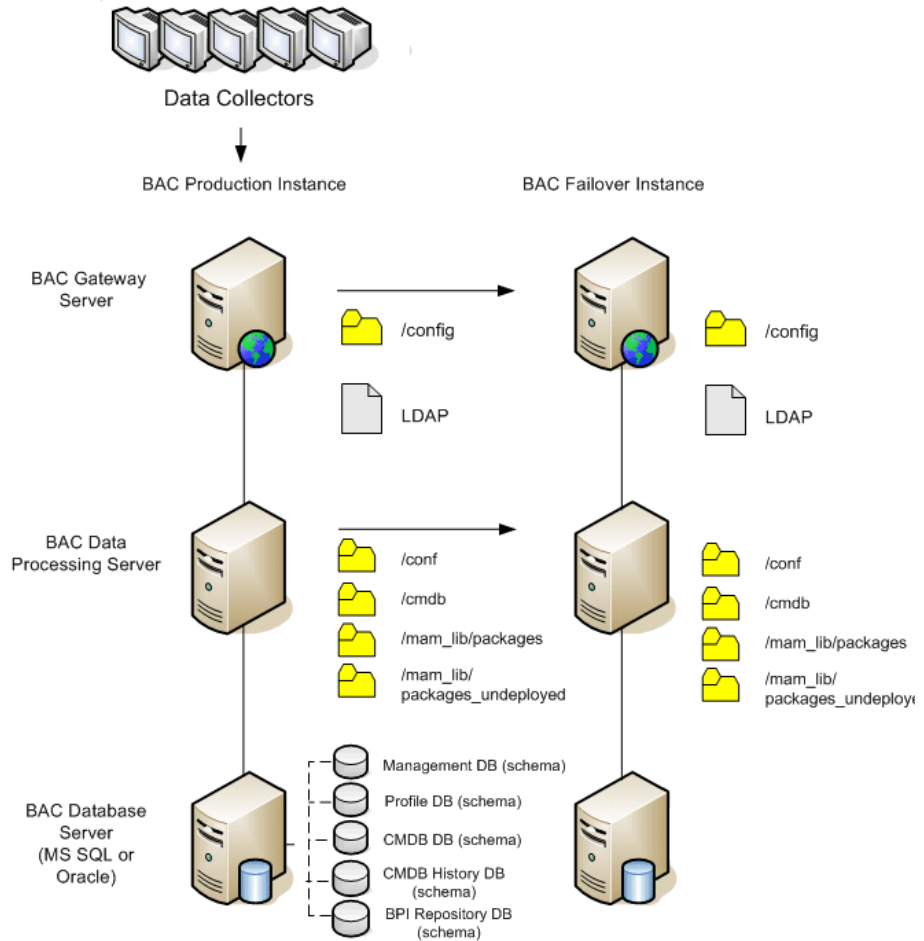 Data Collectors
BAC Production Instance
BAC Failover Instance
BAC Gateway
Server
/config
LDAP
/config
LDAP
BAC Data
Processing Server
/conf
/cmdb
/mam_lib/packages
/mam_lib/
packages_undeployed
/conf
/cmdb
/mam_lib/packages
/mam_lib/
packages_undeploye
BAC Database
Server
(MS SQL or
Oracle)
Management DB (schema)
Profile DB (schema)
CMDB DB (schema)
CMDB History DB
(schema)
BPI Repository DB
(schema)